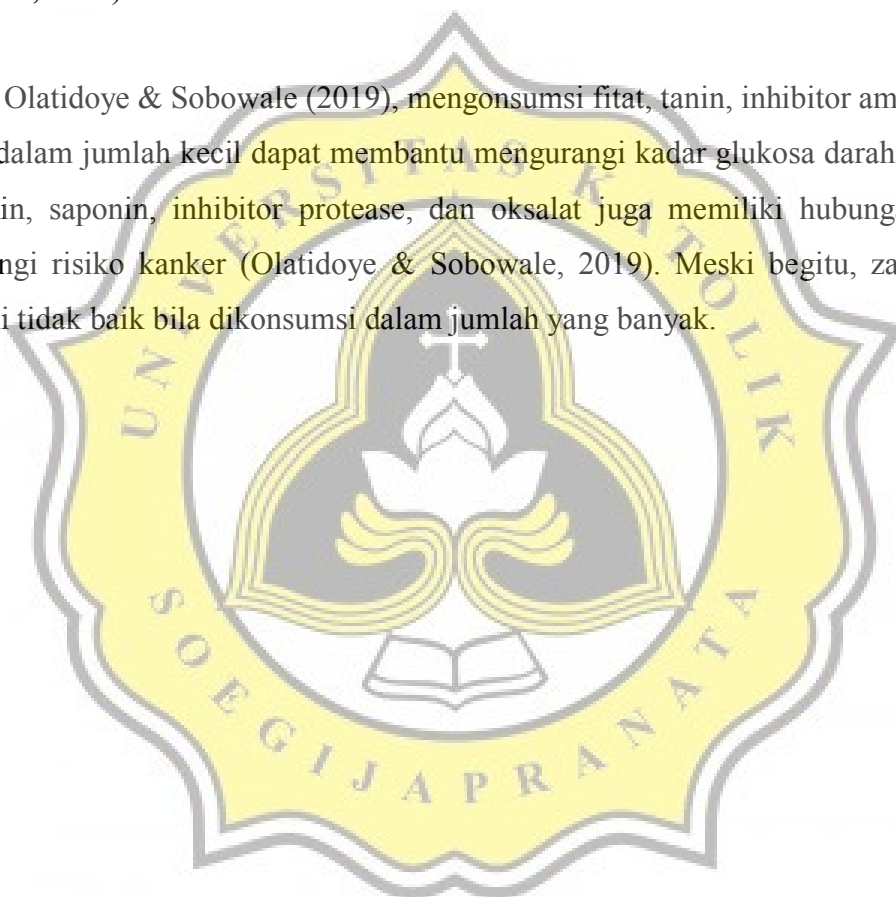 Olatidoye & Sobowale (2019), mengonsumsi fitat, tanin, inhibitor am
dalam jumlah kecil dapat membantu mengurangi kadar glukosa darah
in, saponin, inhibitor protease, dan oksalat juga memiliki hubung
ngi risiko kanker (Olatidoye & Sobowale, 2019). Meski begitu, za
i tidak baik bila dikonsumsi dalam jumlah yang banyak.
UNIVERSITAS KATOLIK
SOEGIJAPRANATA